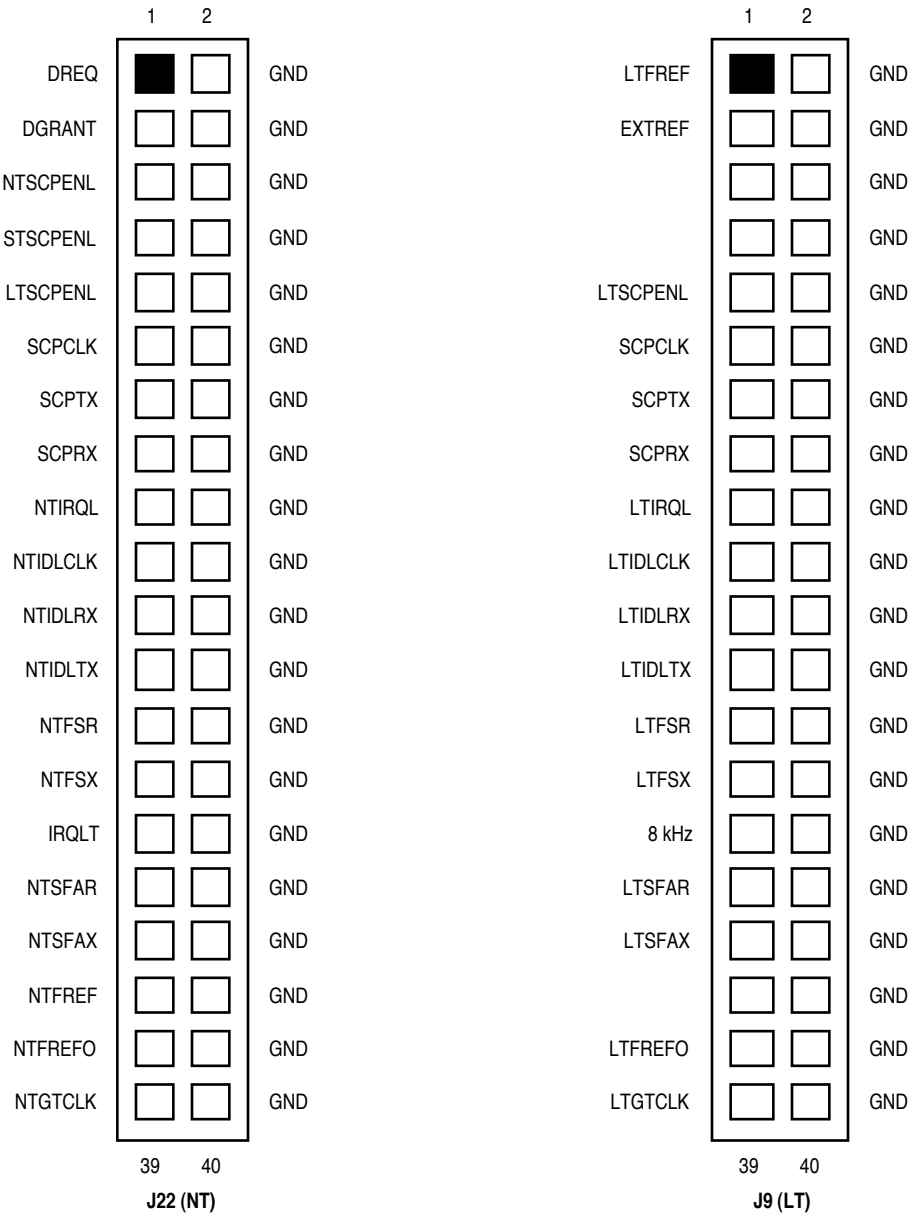 1 2
DREQ GND
DGRANT GND
NTSCPENL GND
STSCPENL GND
LTSCPENL GND
SCPCLK GND
SCPTX GND
SCPRX GND
NTIRQL GND
NTIDLCLK GND
NTIDLRX GND
NTIDLTX GND
NTFSR GND
NTFSX GND
IRQLT GND
NTSFAR GND
NTSFAX GND
NTFREF GND
NTFREFO GND
NTGTCLK GND
39 40
J22 (NT)
1 2
LTFREF GND
EXTREF GND
GND
GND
LTSCPENL GND
SCPCLK GND
SCPTX GND
SCPRX GND
LTIRQL GND
LTIDLCLK GND
LTIDLRX GND
LTIDLTX GND
LTFSR GND
LTFSX GND
8 kHz GND
LTSFAR GND
LTSFAX GND
GND
LTFREFO GND
LTGTCLK GND
39 40
J9 (LT)